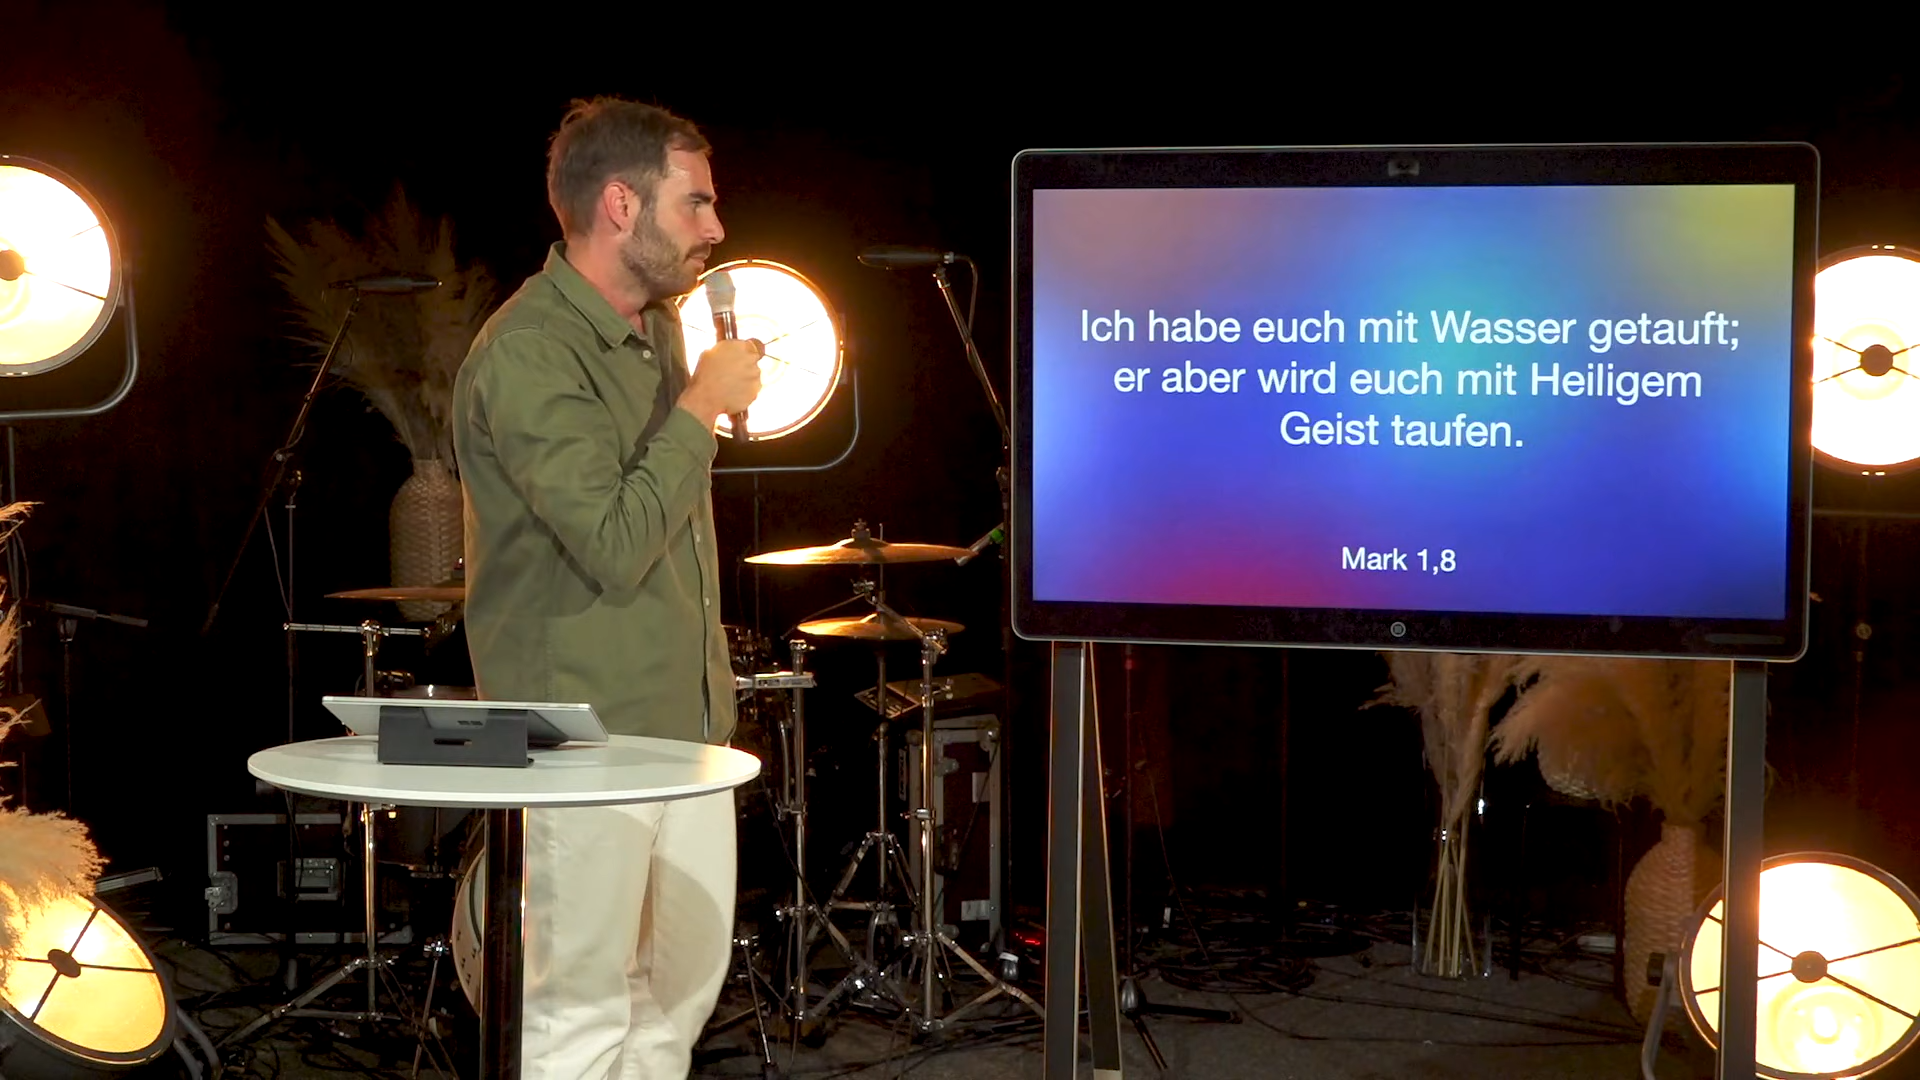 Ich habe euch mit Wasser getauft;
er aber wird euch mit Heiligem
Geist taufen.
Mark 1,8